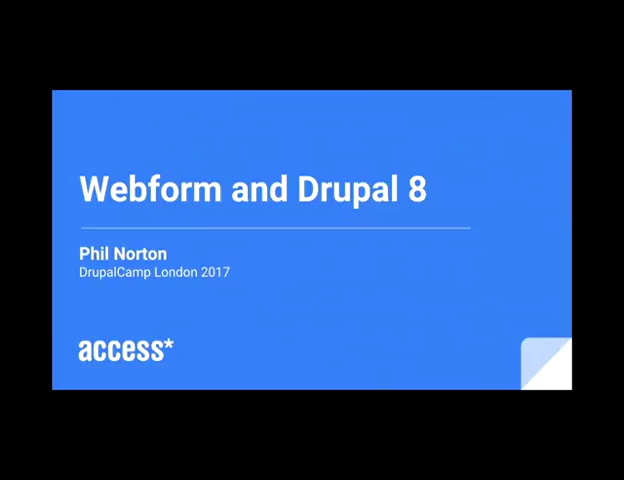 Webform and Drupal 8
Phil Norton
DrupalCamp London 2017
access*